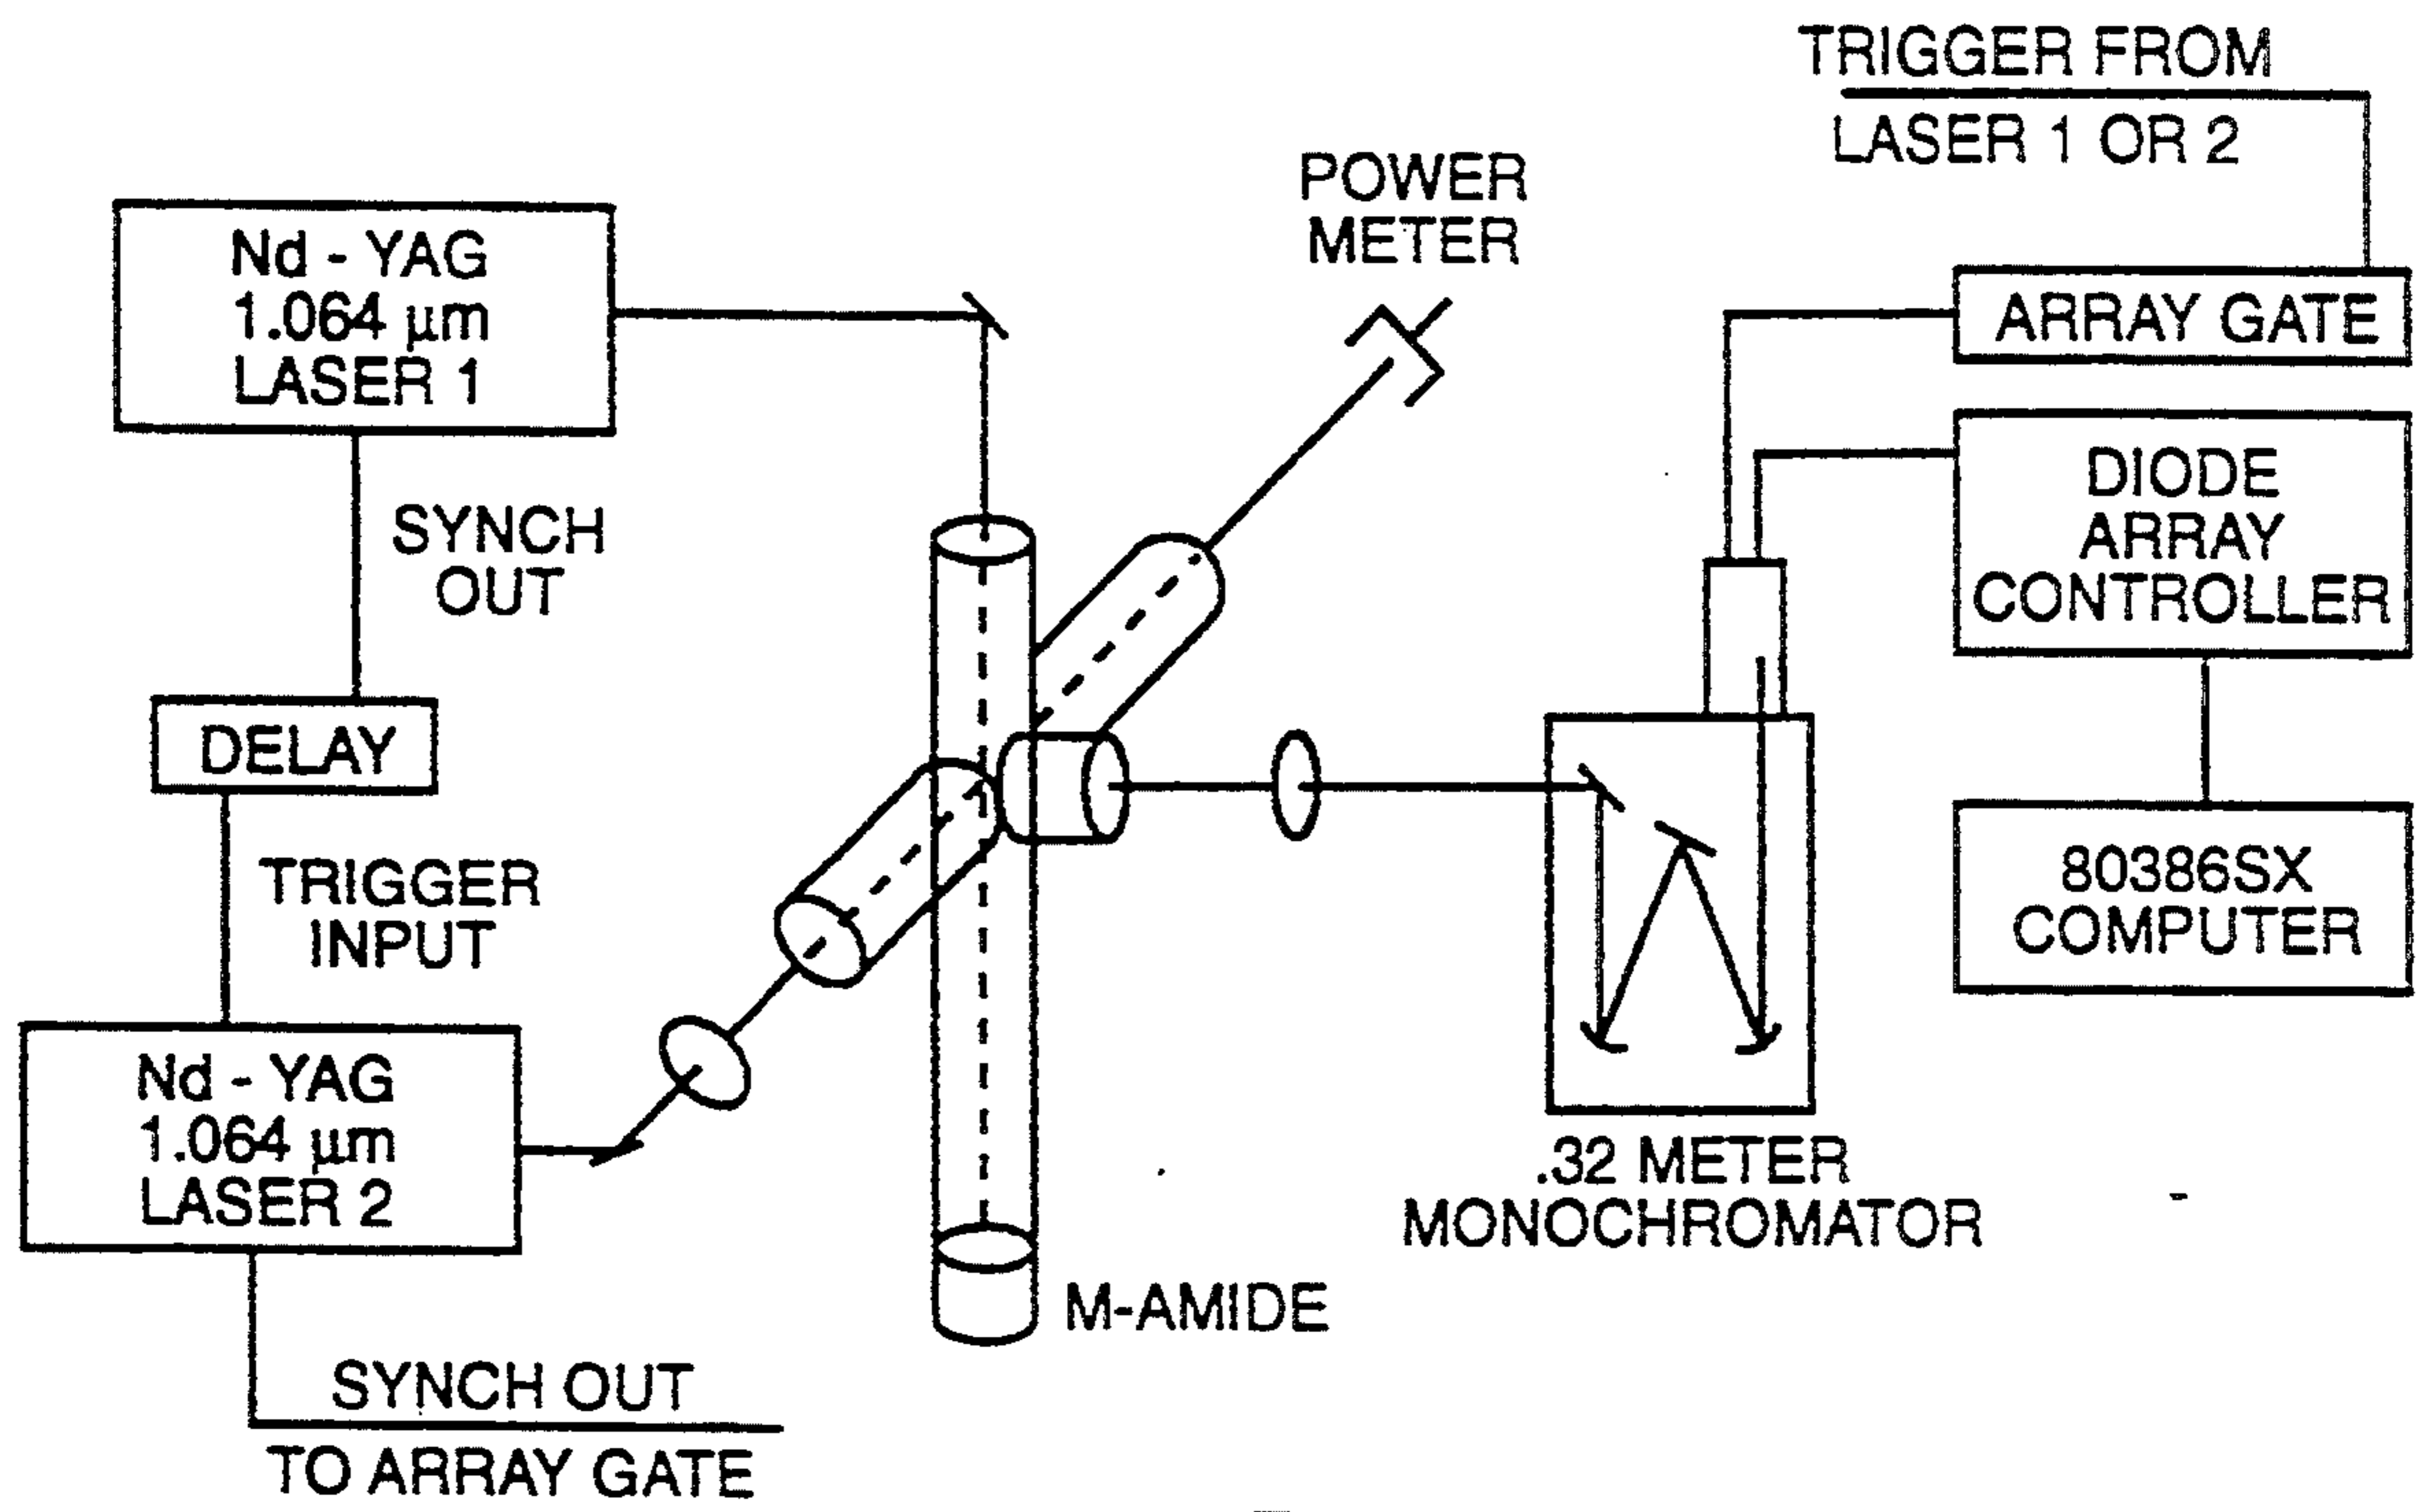 TRIGGER FROM
LASER 1 OR 2
POWER
METER
Nd - YAG
1.064 µm
LASER 1
ARRAY GATE
SYNCH
OUT
DIODE
ARRAY
CONTROLLER
DELAY
TRIGGER
INPUT
80386SX
COMPUTER
Nd - YAG
1.064 µm
LASER 2
.32 METER
MONOCHROMATOR
M-AMIDE
SYNCH OUT
TO ARRAY GATE